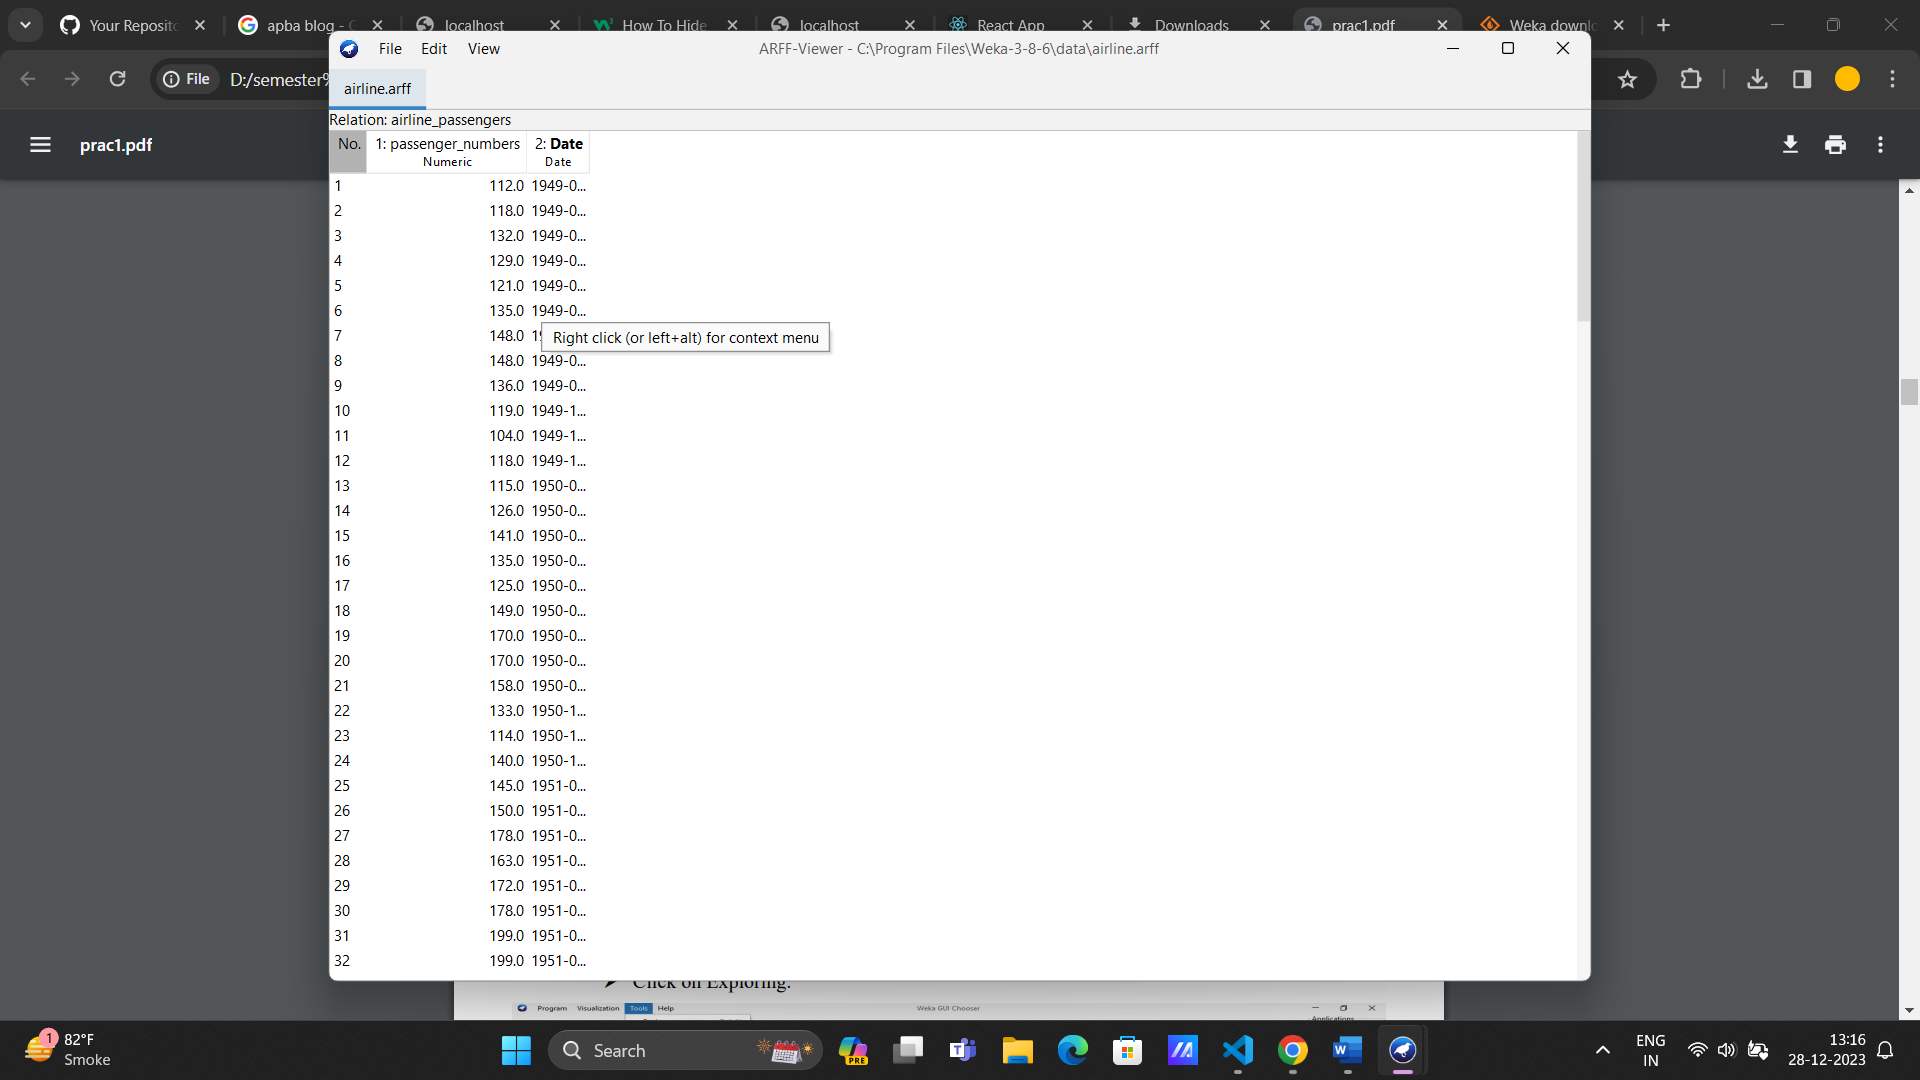 Your Reposito
apba blog - G
localhost
How To Hide
localhost
React App
Downloads
prac1.pdf
Weka downlo
File
D:/semester%
prac1.pdf
File Edit View
ARFF-Viewer - C:\Program Files\Weka-3-8-6\data\airline.arff
airline.arff
Relation: airline_passengers
No. 1: passenger_numbers 2: Date
Numeric Date
1 112.0 1949-0...
2 118.0 1949-0...
3 132.0 1949-0...
4 129.0 1949-0...
5 121.0 1949-0...
6 135.0 1949-0...
7 148.0 1
Right click (or left+alt) for context menu
8 148.0 1949-0...
9 136.0 1949-0...
10 119.0 1949-1...
11 104.0 1949-1...
12 118.0 1949-1...
13 115.0 1950-0...
14 126.0 1950-0...
15 141.0 1950-0...
16 135.0 1950-0...
17 125.0 1950-0...
18 149.0 1950-0...
19 170.0 1950-0...
20 170.0 1950-0...
21 158.0 1950-0...
22 133.0 1950-1...
23 114.0 1950-1...
24 140.0 1950-1...
25 145.0 1951-0...
26 150.0 1951-0...
27 178.0 1951-0...
28 163.0 1951-0...
29 172.0 1951-0...
30 178.0 1951-0...
31 199.0 1951-0...
32 199.0 1951-0...
Click on Exploring.
Program Visualization Tools Help
Weka GUI Chooser
Applications
1
82°F
Smoke
Search
PRE
ENG
IN
13:16
28-12-2023